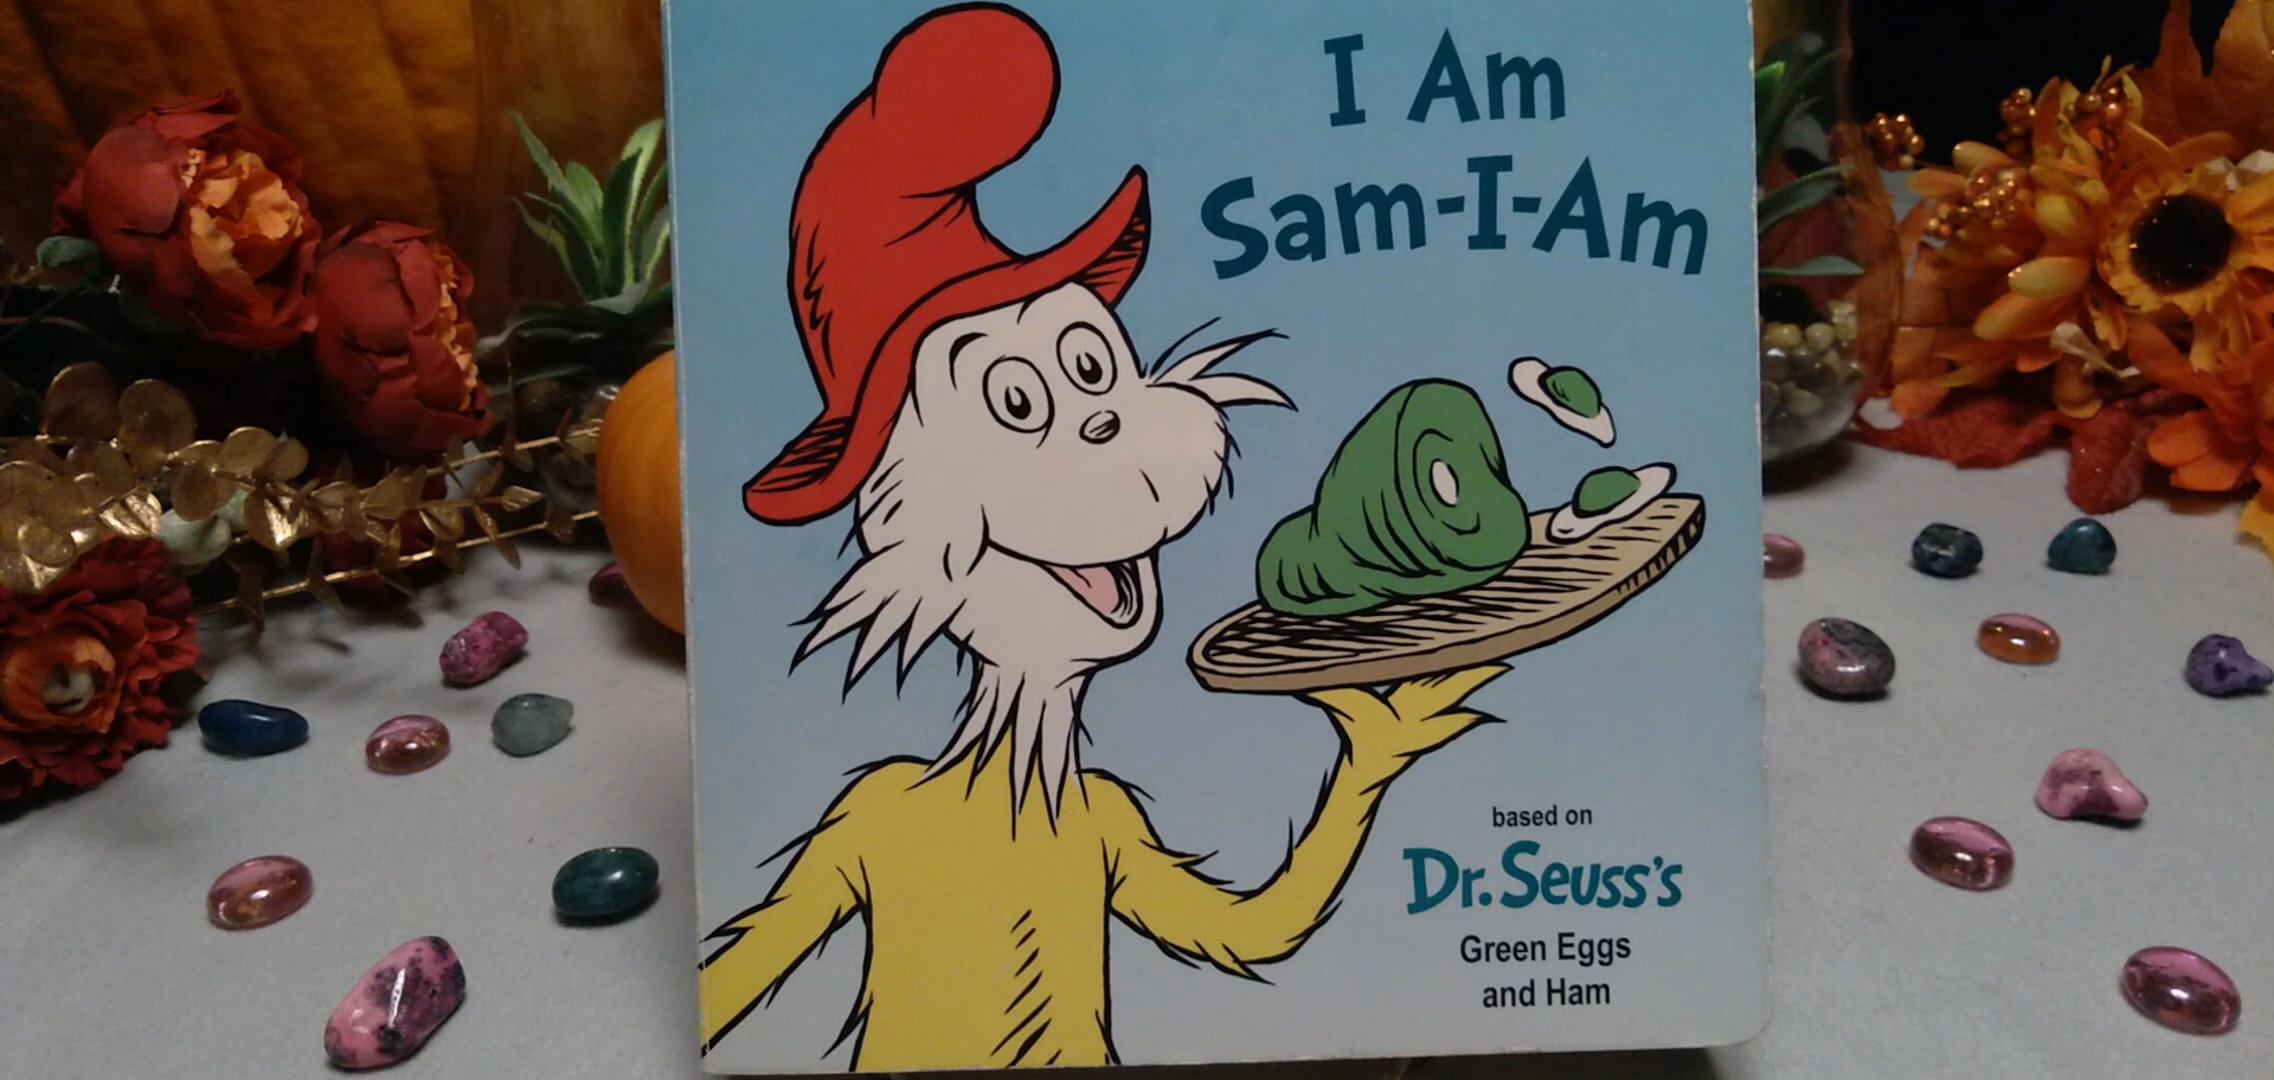 I Am
Sam-I-Am
based on
Dr. Seuss's
Green Eggs
and Ham